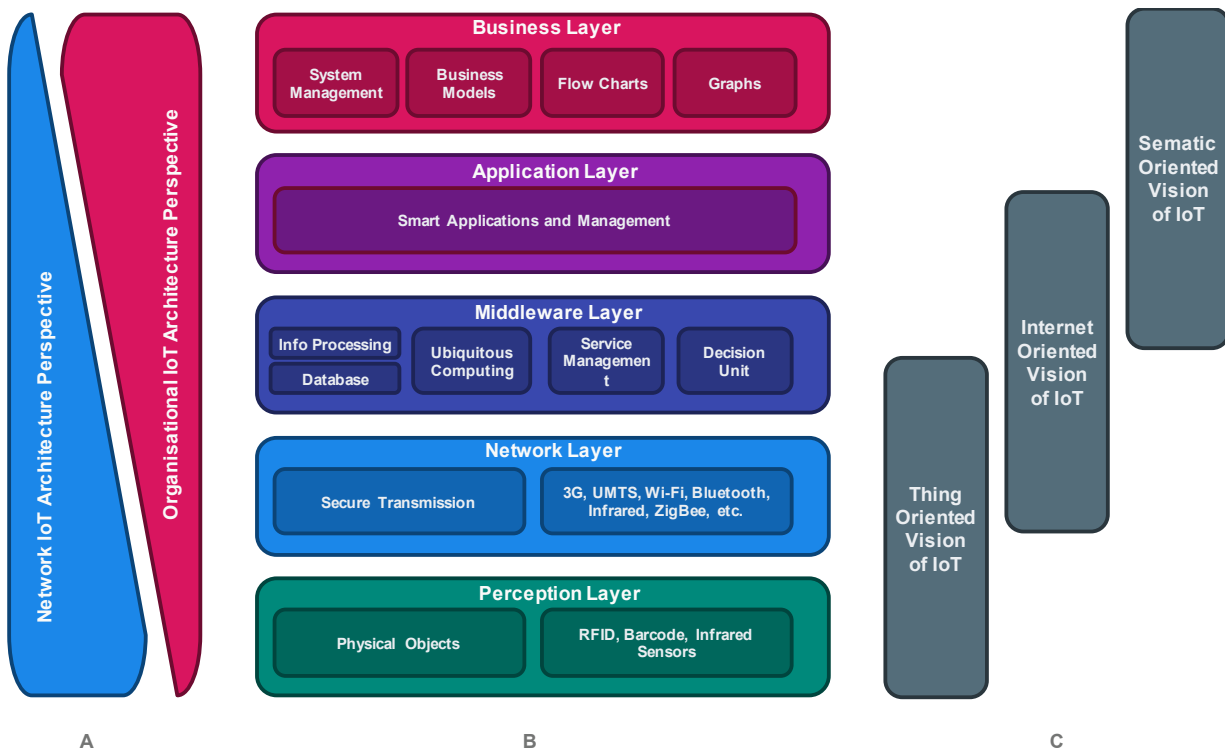 Network IoT Architecture Perspective
Organisational IoT Architecture Perspective
A
Business Layer
System
Management
Business
Models
Flow Charts
Graphs
Application Layer
Smart Applications and Management
Middleware Layer
Info Processing
Database
Ubiquitous
Computing
Service
Managemen
t
Decision
Unit
Network Layer
Secure Transmission
3G, UMTS, Wi-Fi, Bluetooth,
Infrared, ZigBee, etc.
Perception Layer
Physical Objects
RFID, Barcode, Infrared
Sensors
B
Thing
Oriented
Vision
of IoT
Internet
Oriented
Vision
of IoT
Sematic
Oriented
Vision
of IoT
C